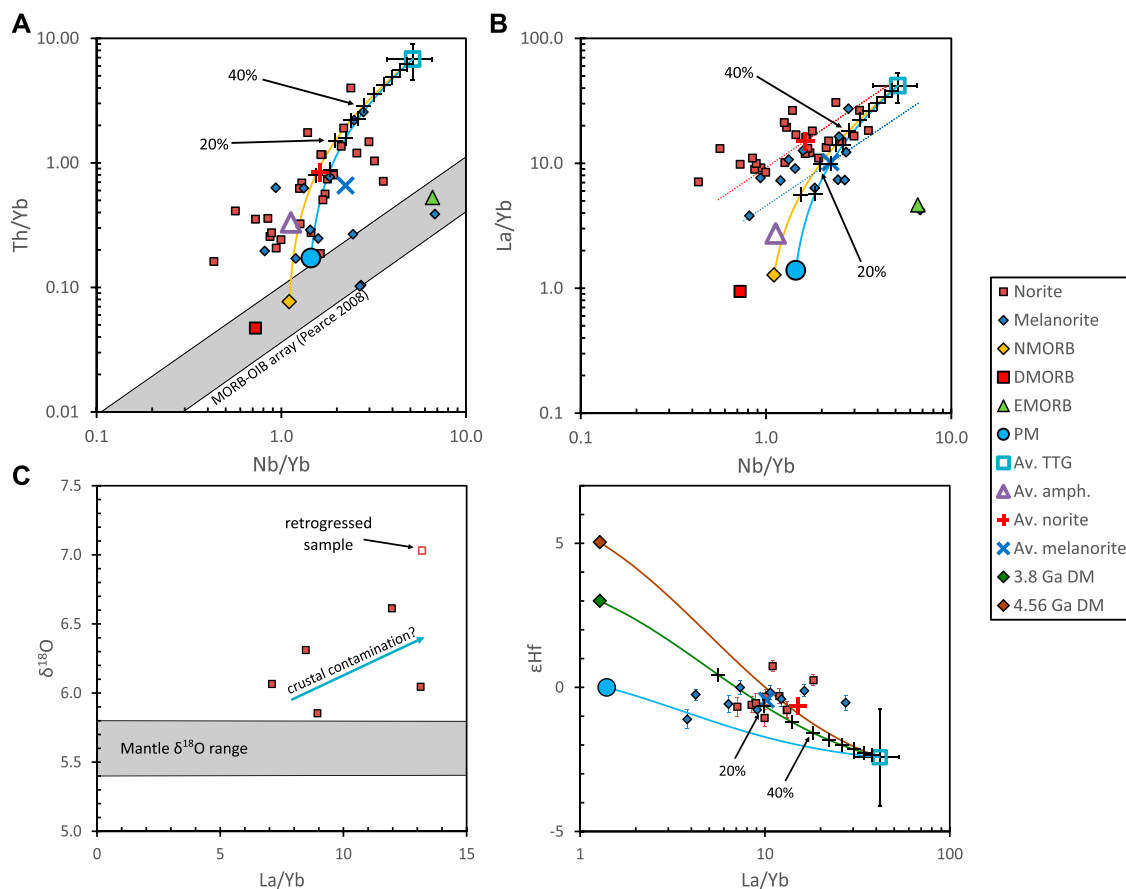 A
10.00
1.00
0.10
0.01
0.1
1.0
10.0
Th/Yb
Nb/Yb
40%
20%
MORB-OIB array (Pearce 2008)
B
100.0
10.0
1.0
0.1
0.1
1.0
10.0
La/Yb
Nb/Yb
40%
20%
Norite
Melanorite
NMORB
DMORB
EMORB
PM
Av. TTG
Av. amph.
Av. norite
Av. melanorite
3.8 Ga DM
4.56 Ga DM
C
7.5
7.0
6.5
6.0
5.5
5.0
0
5
10
15
δ18O
La/Yb
retrogressed
sample
crustal contamination?
Mantle δ18O range
5
0
-5
1
10
100
εHf
La/Yb
20%
40%